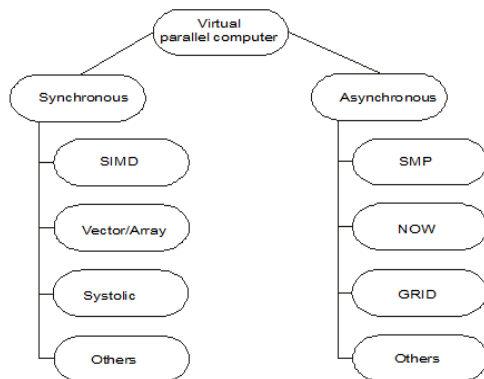 Virtual
parallel computer
Synchronous
Asynchronous
SIMD
SMP
Vector/Array
NOW
Systolic
GRID
Others
Others